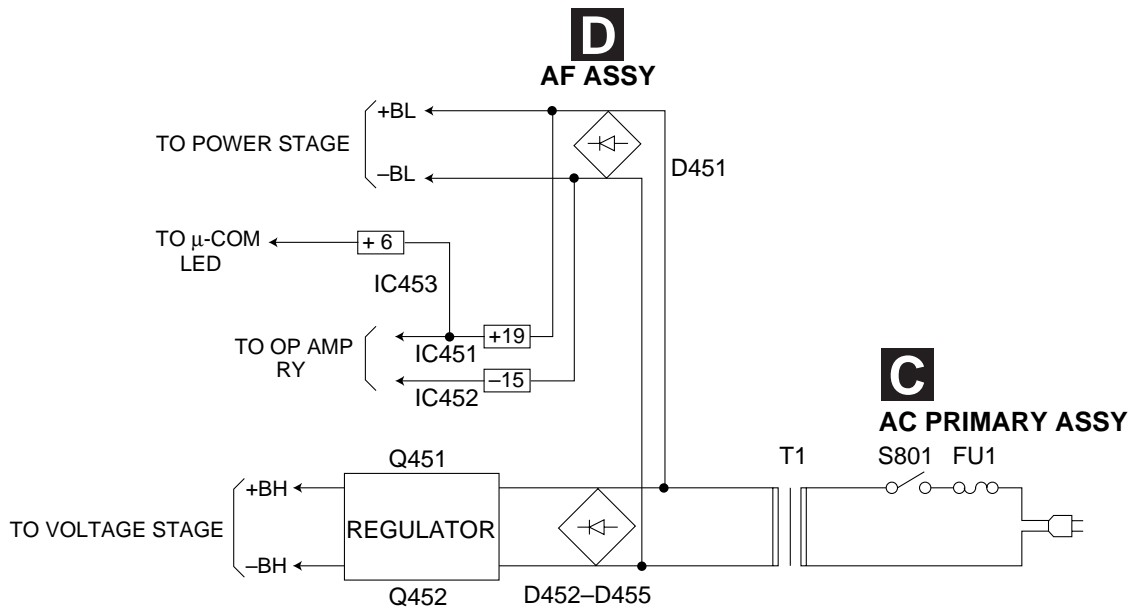 D
AF ASSY
+BL
TO POWER STAGE
–BL
D451
TO μ-COM
LED
+ 6
IC453
TO OP AMP
RY
+19
IC451
–15
IC452
C
AC PRIMARY ASSY
T1
S801
FU1
Q451
+BH
TO VOLTAGE STAGE
REGULATOR
–BH
Q452
D452–D455